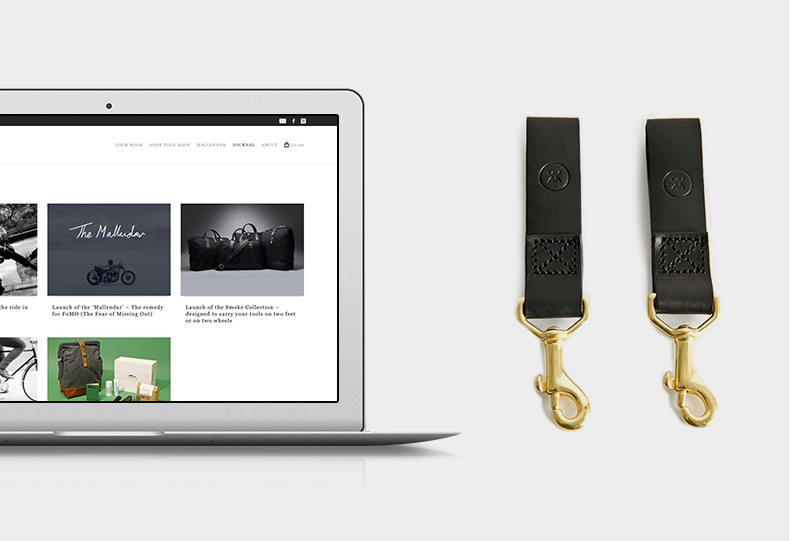 LOOK BOOK SHOP TOOL BAGS MALLENDAR JOURNAL ABOUT £0.00
The Mallendar
the ride in
Launch of the 'Mallendar' – The remedy
for FoMO (The Fear of Missing Out)
Launch of the Smoke Collection –
designed to carry your tools on two feet
or on two wheels